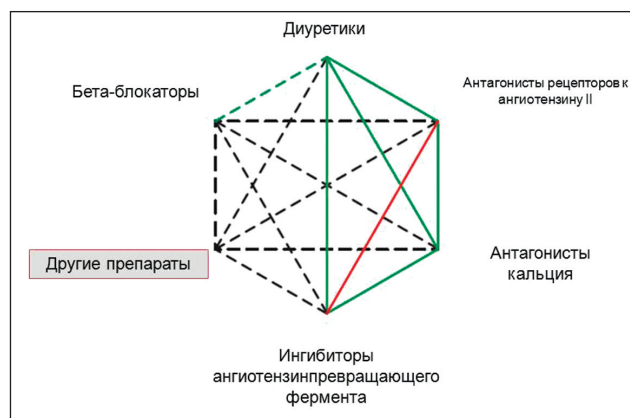 Диуретики
Бета-блокаторы
Антагонисты рецепторов к
ангиотензину II
Другие препараты
Антагонисты
кальция
Ингибиторы
ангиотензинпревращающего
фермента